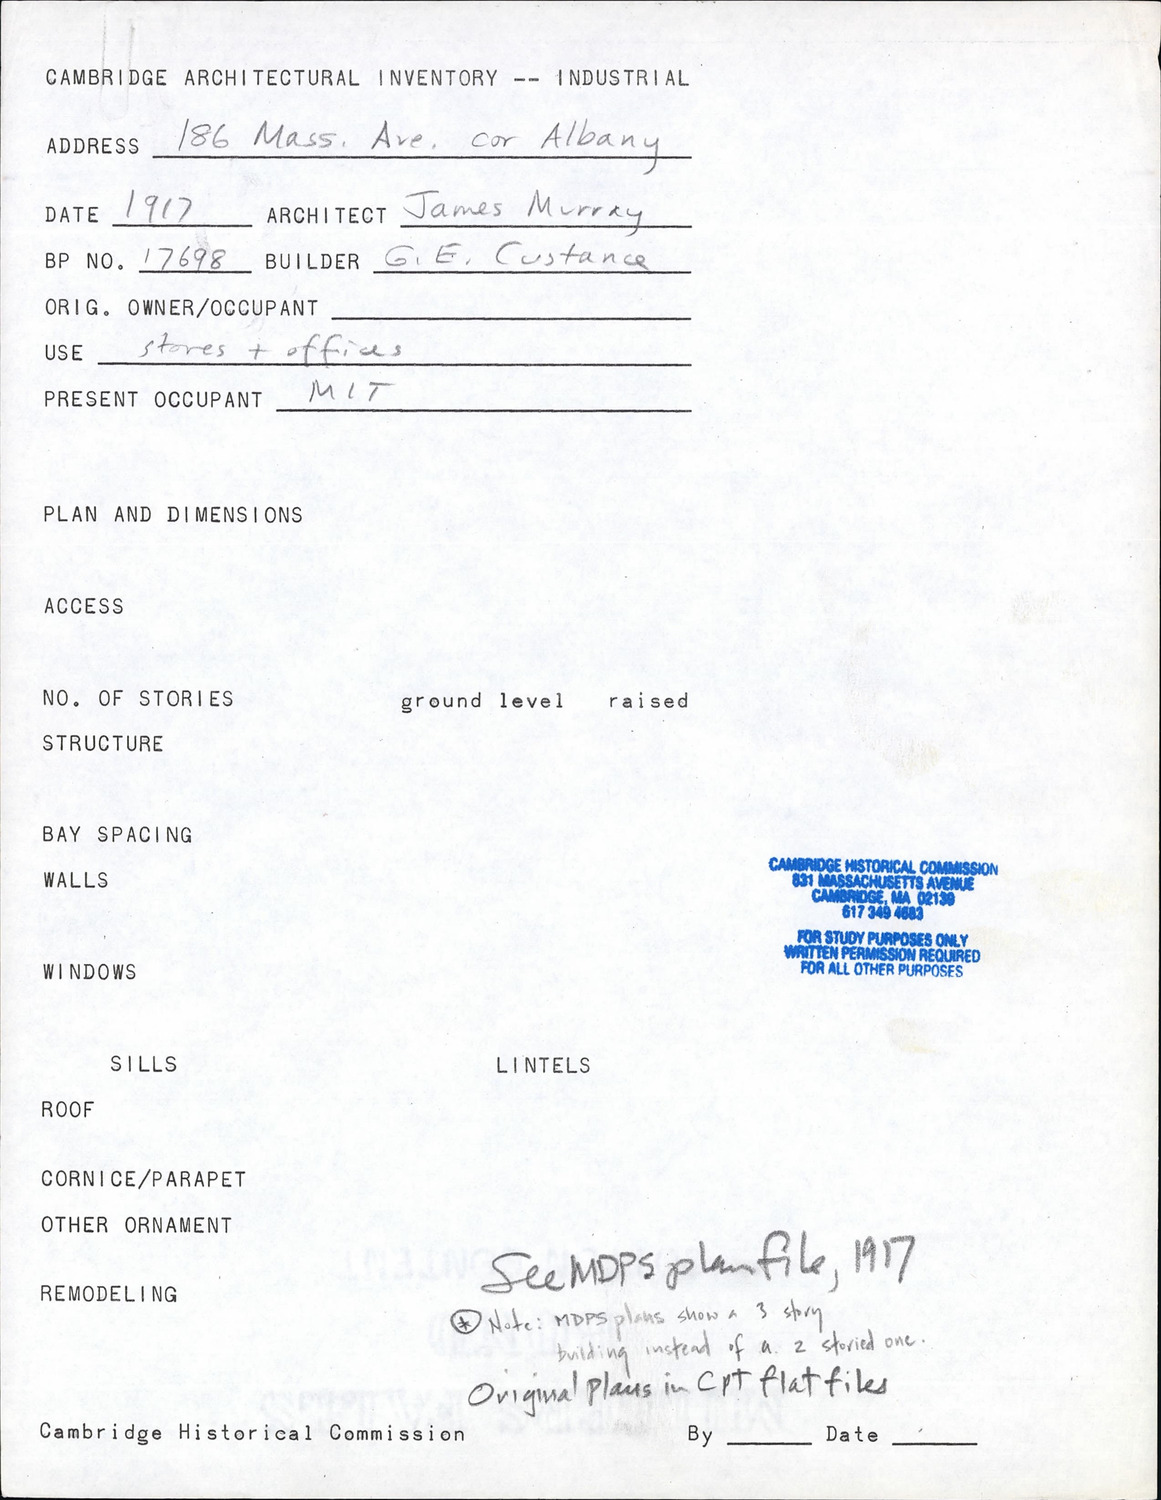 CAMBRIDGE ARCHITECTURAL INVENTORY -- INDUSTRIAL
ADDRESS 186 Mass. Ave. cor Albany
DATE 1917 ARCHITECT James Murray
BP NO. 17698 BUILDER G. E. Custance
ORIG. OWNER/OCCUPANT
USE stores + offices
PRESENT OCCUPANT MIT
PLAN AND DIMENSIONS
ACCESS
NO. OF STORIES ground level raised
STRUCTURE
BAY SPACING
WALLS
CAMBRIDGE HISTORICAL COMMISSION
831 MASSACHUSETTS AVENUE
CAMBRIDGE, MA 02139
617 349 4683
FOR STUDY PURPOSES ONLY
WRITTEN PERMISSION REQUIRED
FOR ALL OTHER PURPOSES
WINDOWS
SILLS LINTELS
ROOF
CORNICE/PARAPET
OTHER ORNAMENT
See MDPS plan file, 1917
REMODELING
* Note: MDPS plans show a 3 story
building instead of a 2 storied one.
Original plans in CPT flat files
Cambridge Historical Commission By Date